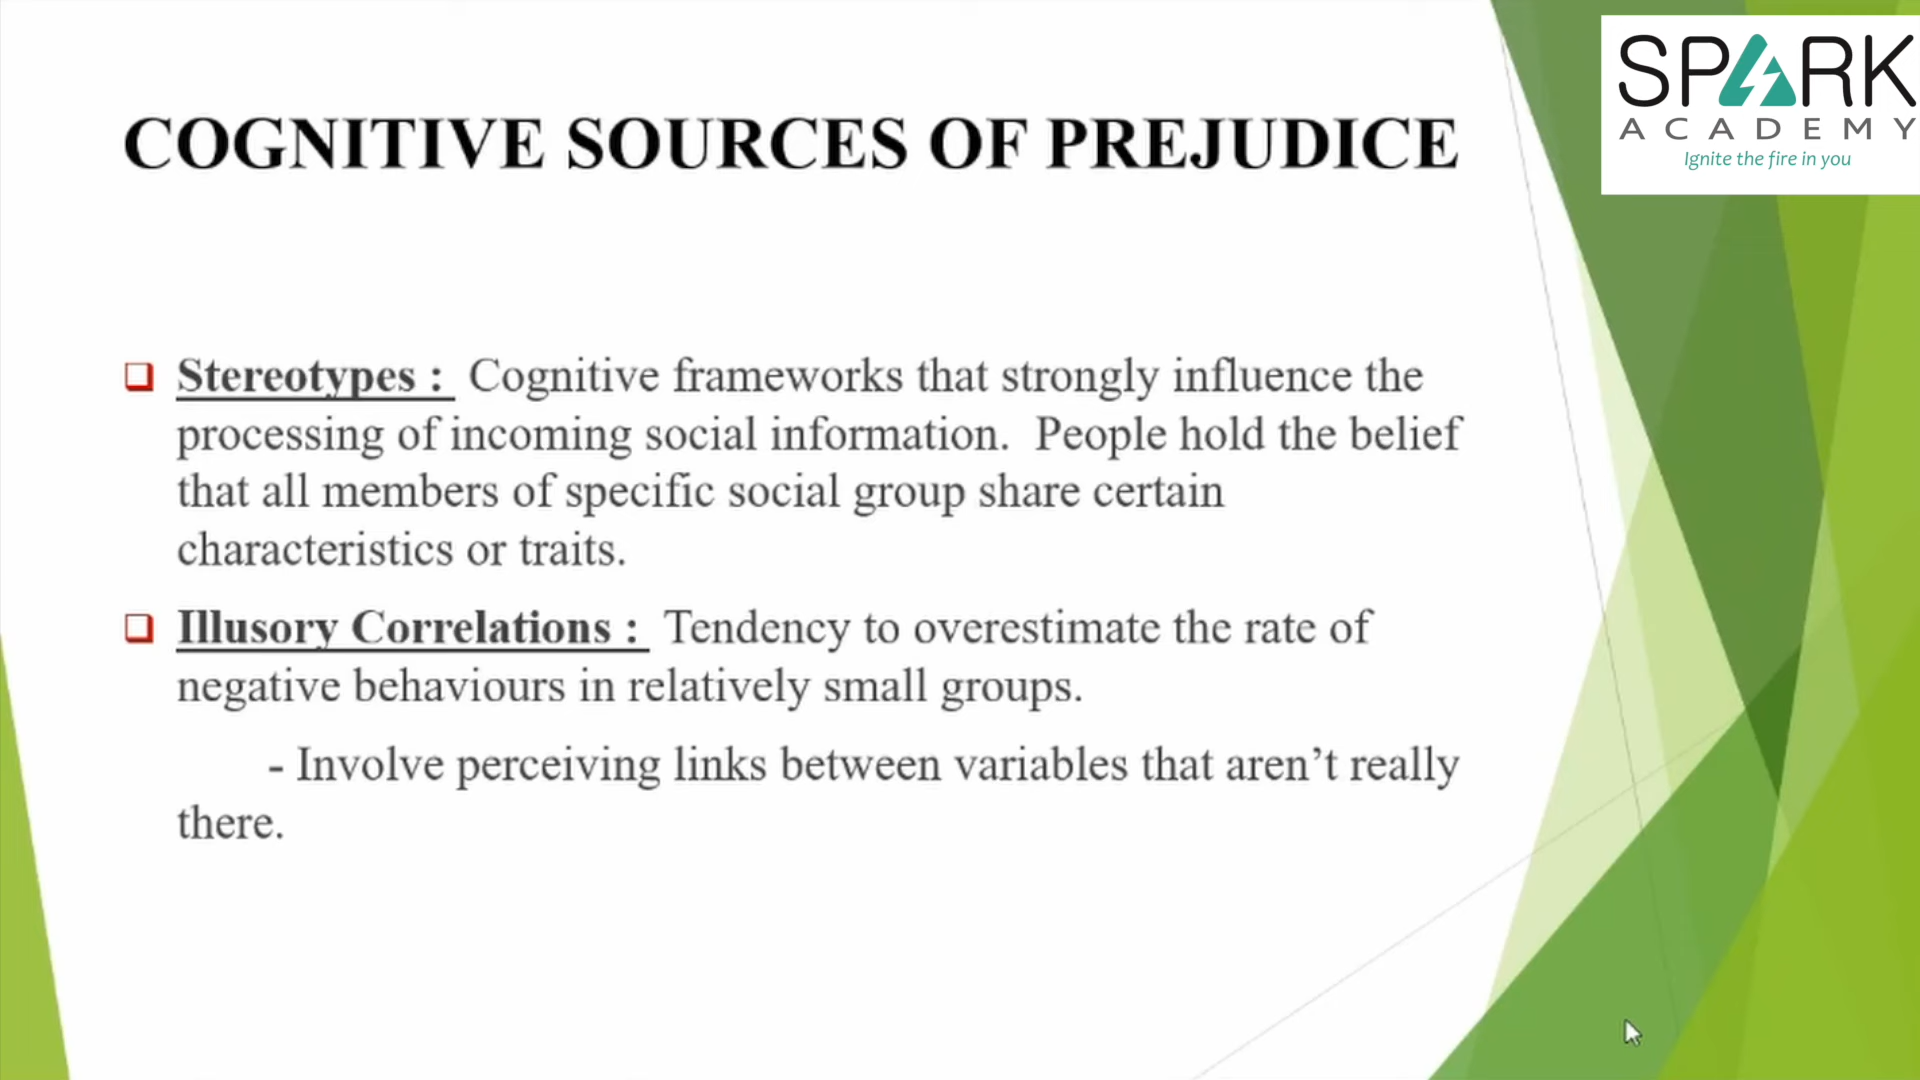 SPARK
ACADEMY
Ignite the fire in you
COGNITIVE SOURCES OF PREJUDICE
❑ Stereotypes : Cognitive frameworks that strongly influence the
processing of incoming social information. People hold the belief
that all members of specific social group share certain
characteristics or traits.
❑ Illusory Correlations : Tendency to overestimate the rate of
negative behaviours in relatively small groups.
- Involve perceiving links between variables that aren’t really
there.